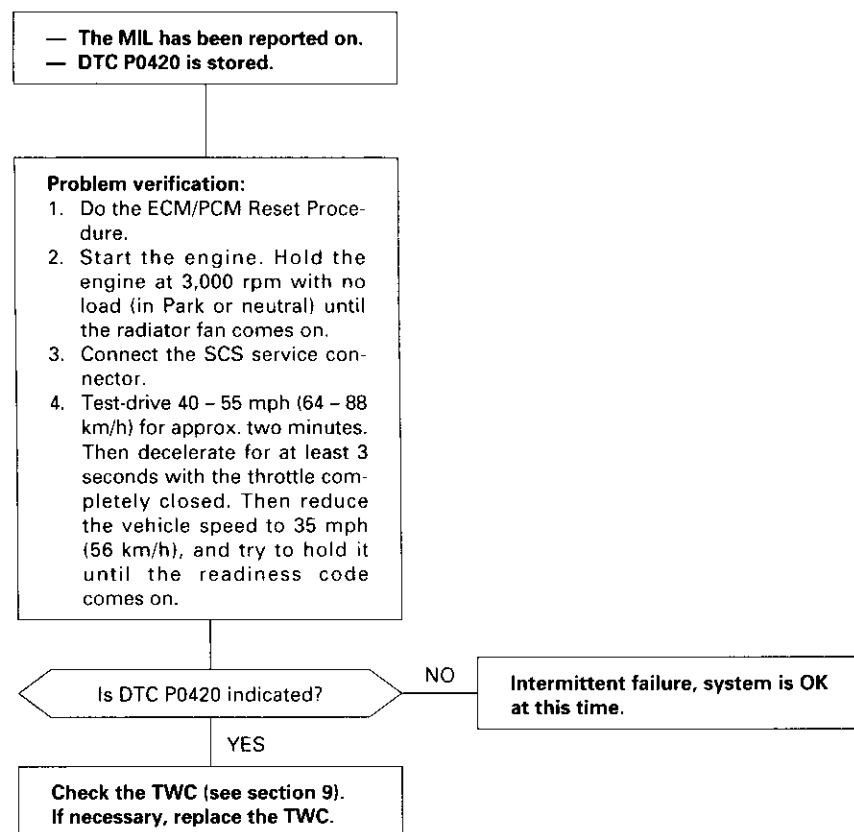 — The MIL has been reported on.
— DTC P0420 is stored.
Problem verification:
1. Do the ECM/PCM Reset Proce-
dure.
2. Start the engine. Hold the
engine at 3,000 rpm with no
load (in Park or neutral) until
the radiator fan comes on.
3. Connect the SCS service con-
nector.
4. Test-drive 40 – 55 mph (64 – 88
km/h) for approx. two minutes.
Then decelerate for at least 3
seconds with the throttle com-
pletely closed. Then reduce
the vehicle speed to 35 mph
(56 km/h), and try to hold it
until the readiness code
comes on.
Is DTC P0420 indicated?
NO
Intermittent failure, system is OK
at this time.
YES
Check the TWC (see section 9).
If necessary, replace the TWC.